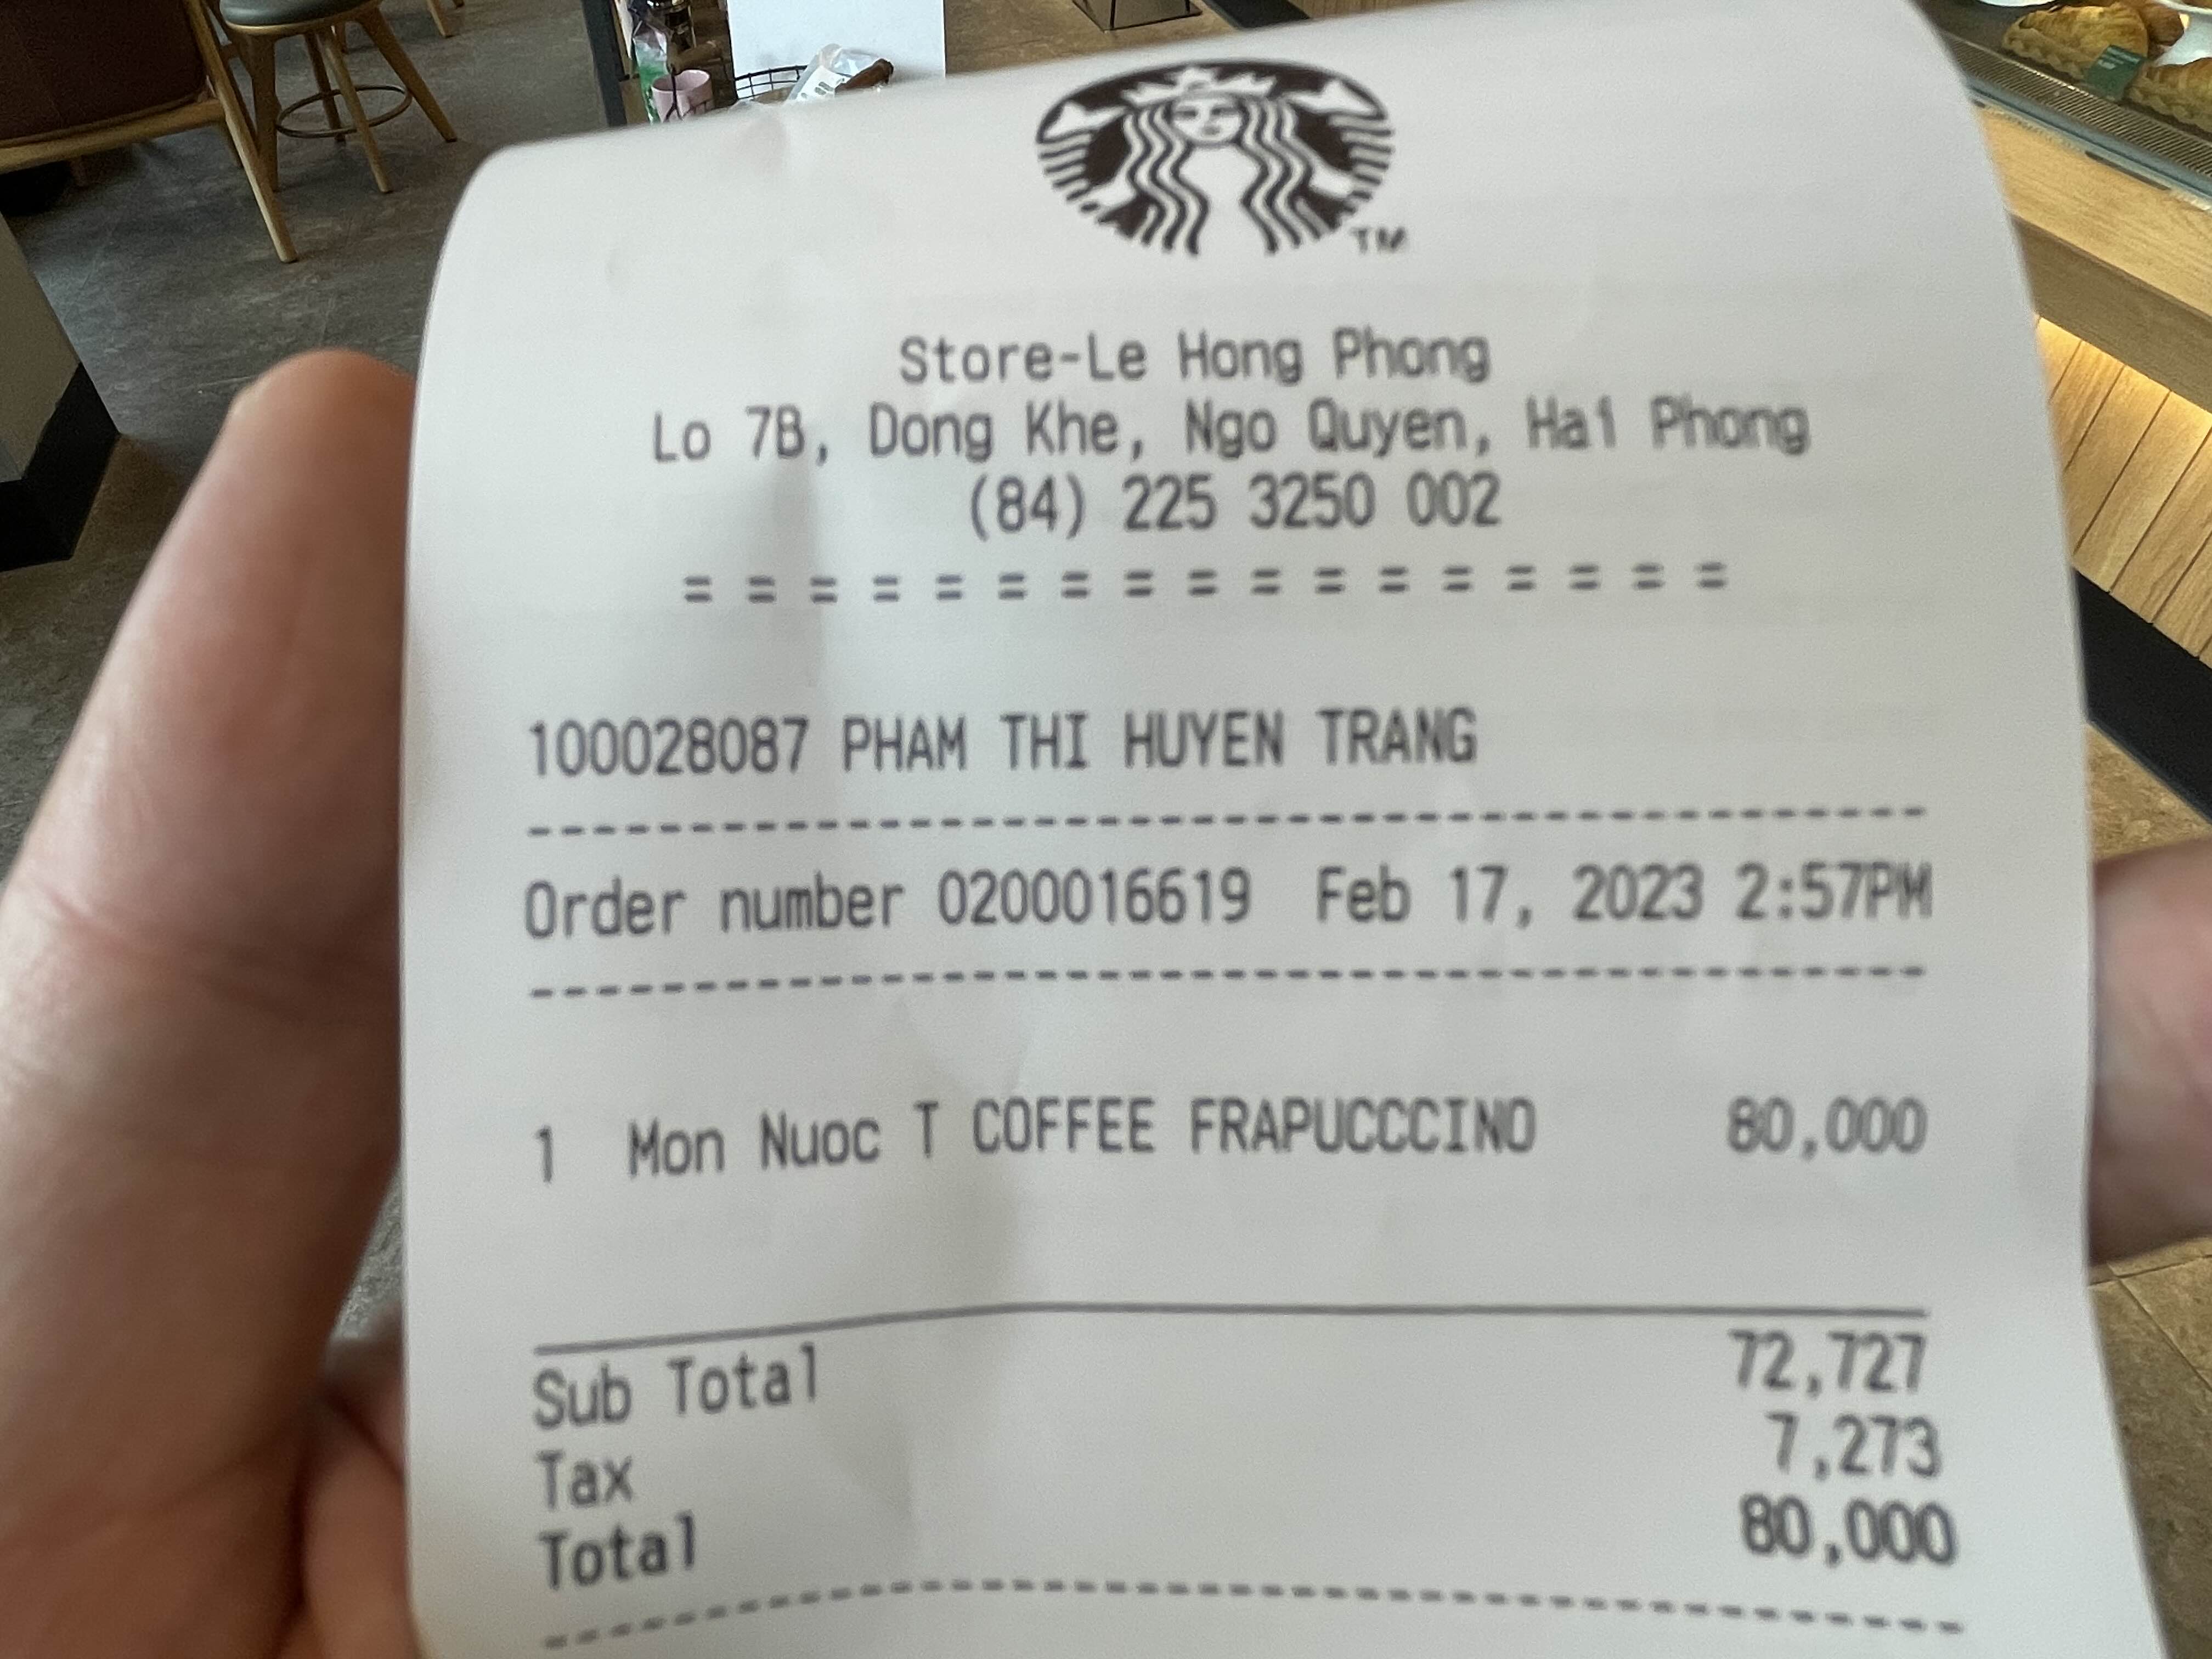 TM
Store-Le Hong Phong
Lo 7B, Dong Khe, Ngo Quyen, Hai Phong
(84) 225 3250 002
= = = = = = = = = = = = = = = = =
100028087 PHAM THI HUYEN TRANG
Order number 0200016619 Feb 17, 2023 2:57PM
1 Mon Nuoc T COFFEE FRAPUCCCINO 80,000
Sub Total 72,727
Tax 7,273
Total 80,000